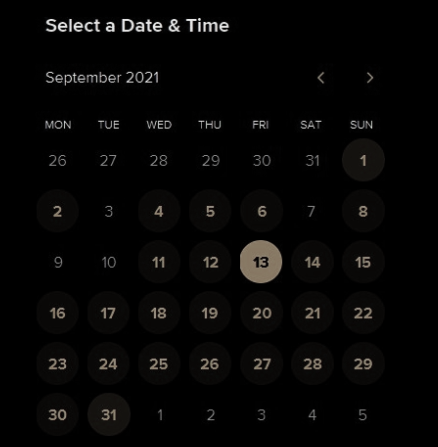 Select a Date & Time
September 2021
MON TUE WED THU FRI SAT SUN
26 27 28 29 30 31 1
2 3 4 5 6 7 8
9 10 11 12 13 14 15
16 17 18 19 20 21 22
23 24 25 26 27 28 29
30 31 1 2 3 4 5